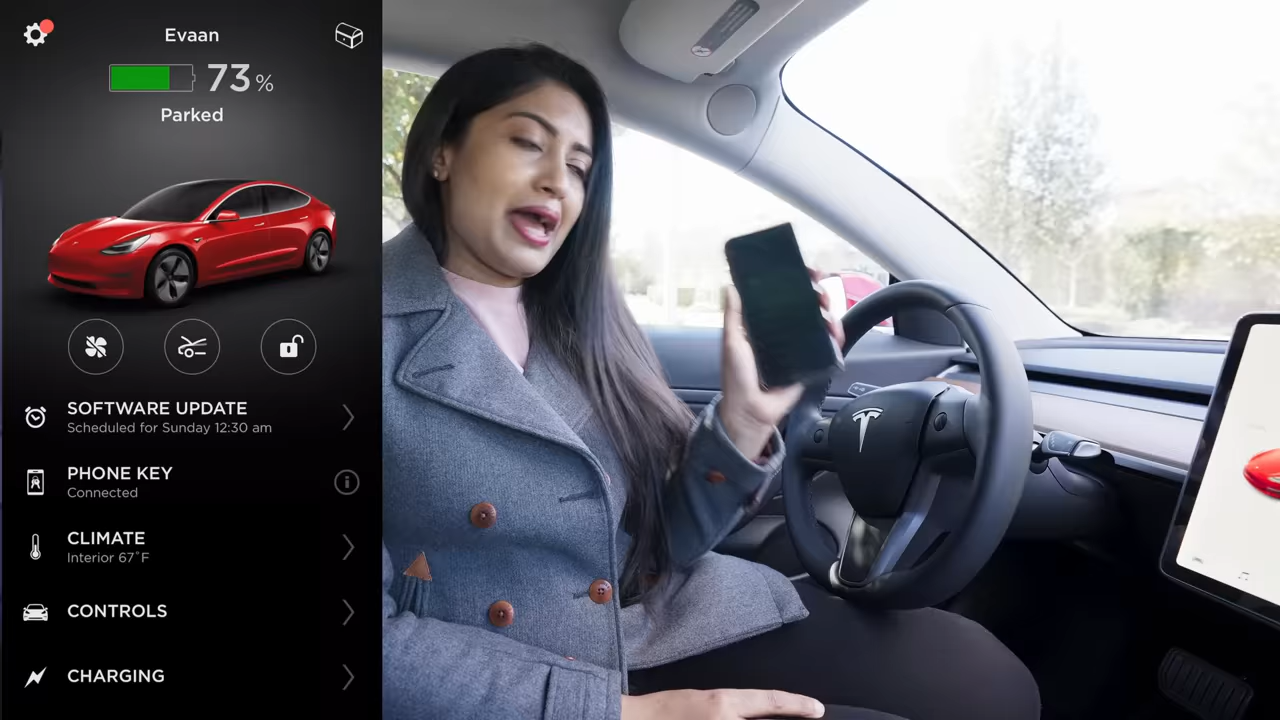 Evaan
73%
Parked
SOFTWARE UPDATE
Scheduled for Sunday 12:30 am
PHONE KEY
Connected
CLIMATE
Interior 67°F
CONTROLS
CHARGING